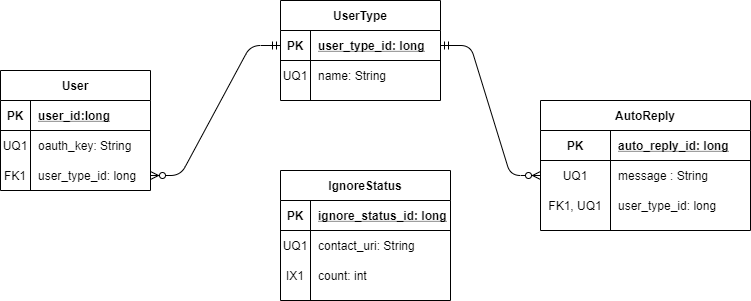 UserType
PK user_type_id: long
UQ1 name: String
User
PK user_id:long
UQ1 oauth_key: String
FK1 user_type_id: long
AutoReply
PK auto_reply_id: long
UQ1 message : String
FK1, UQ1 user_type_id: long
IgnoreStatus
PK ignore_status_id: long
UQ1 contact_uri: String
IX1 count: int